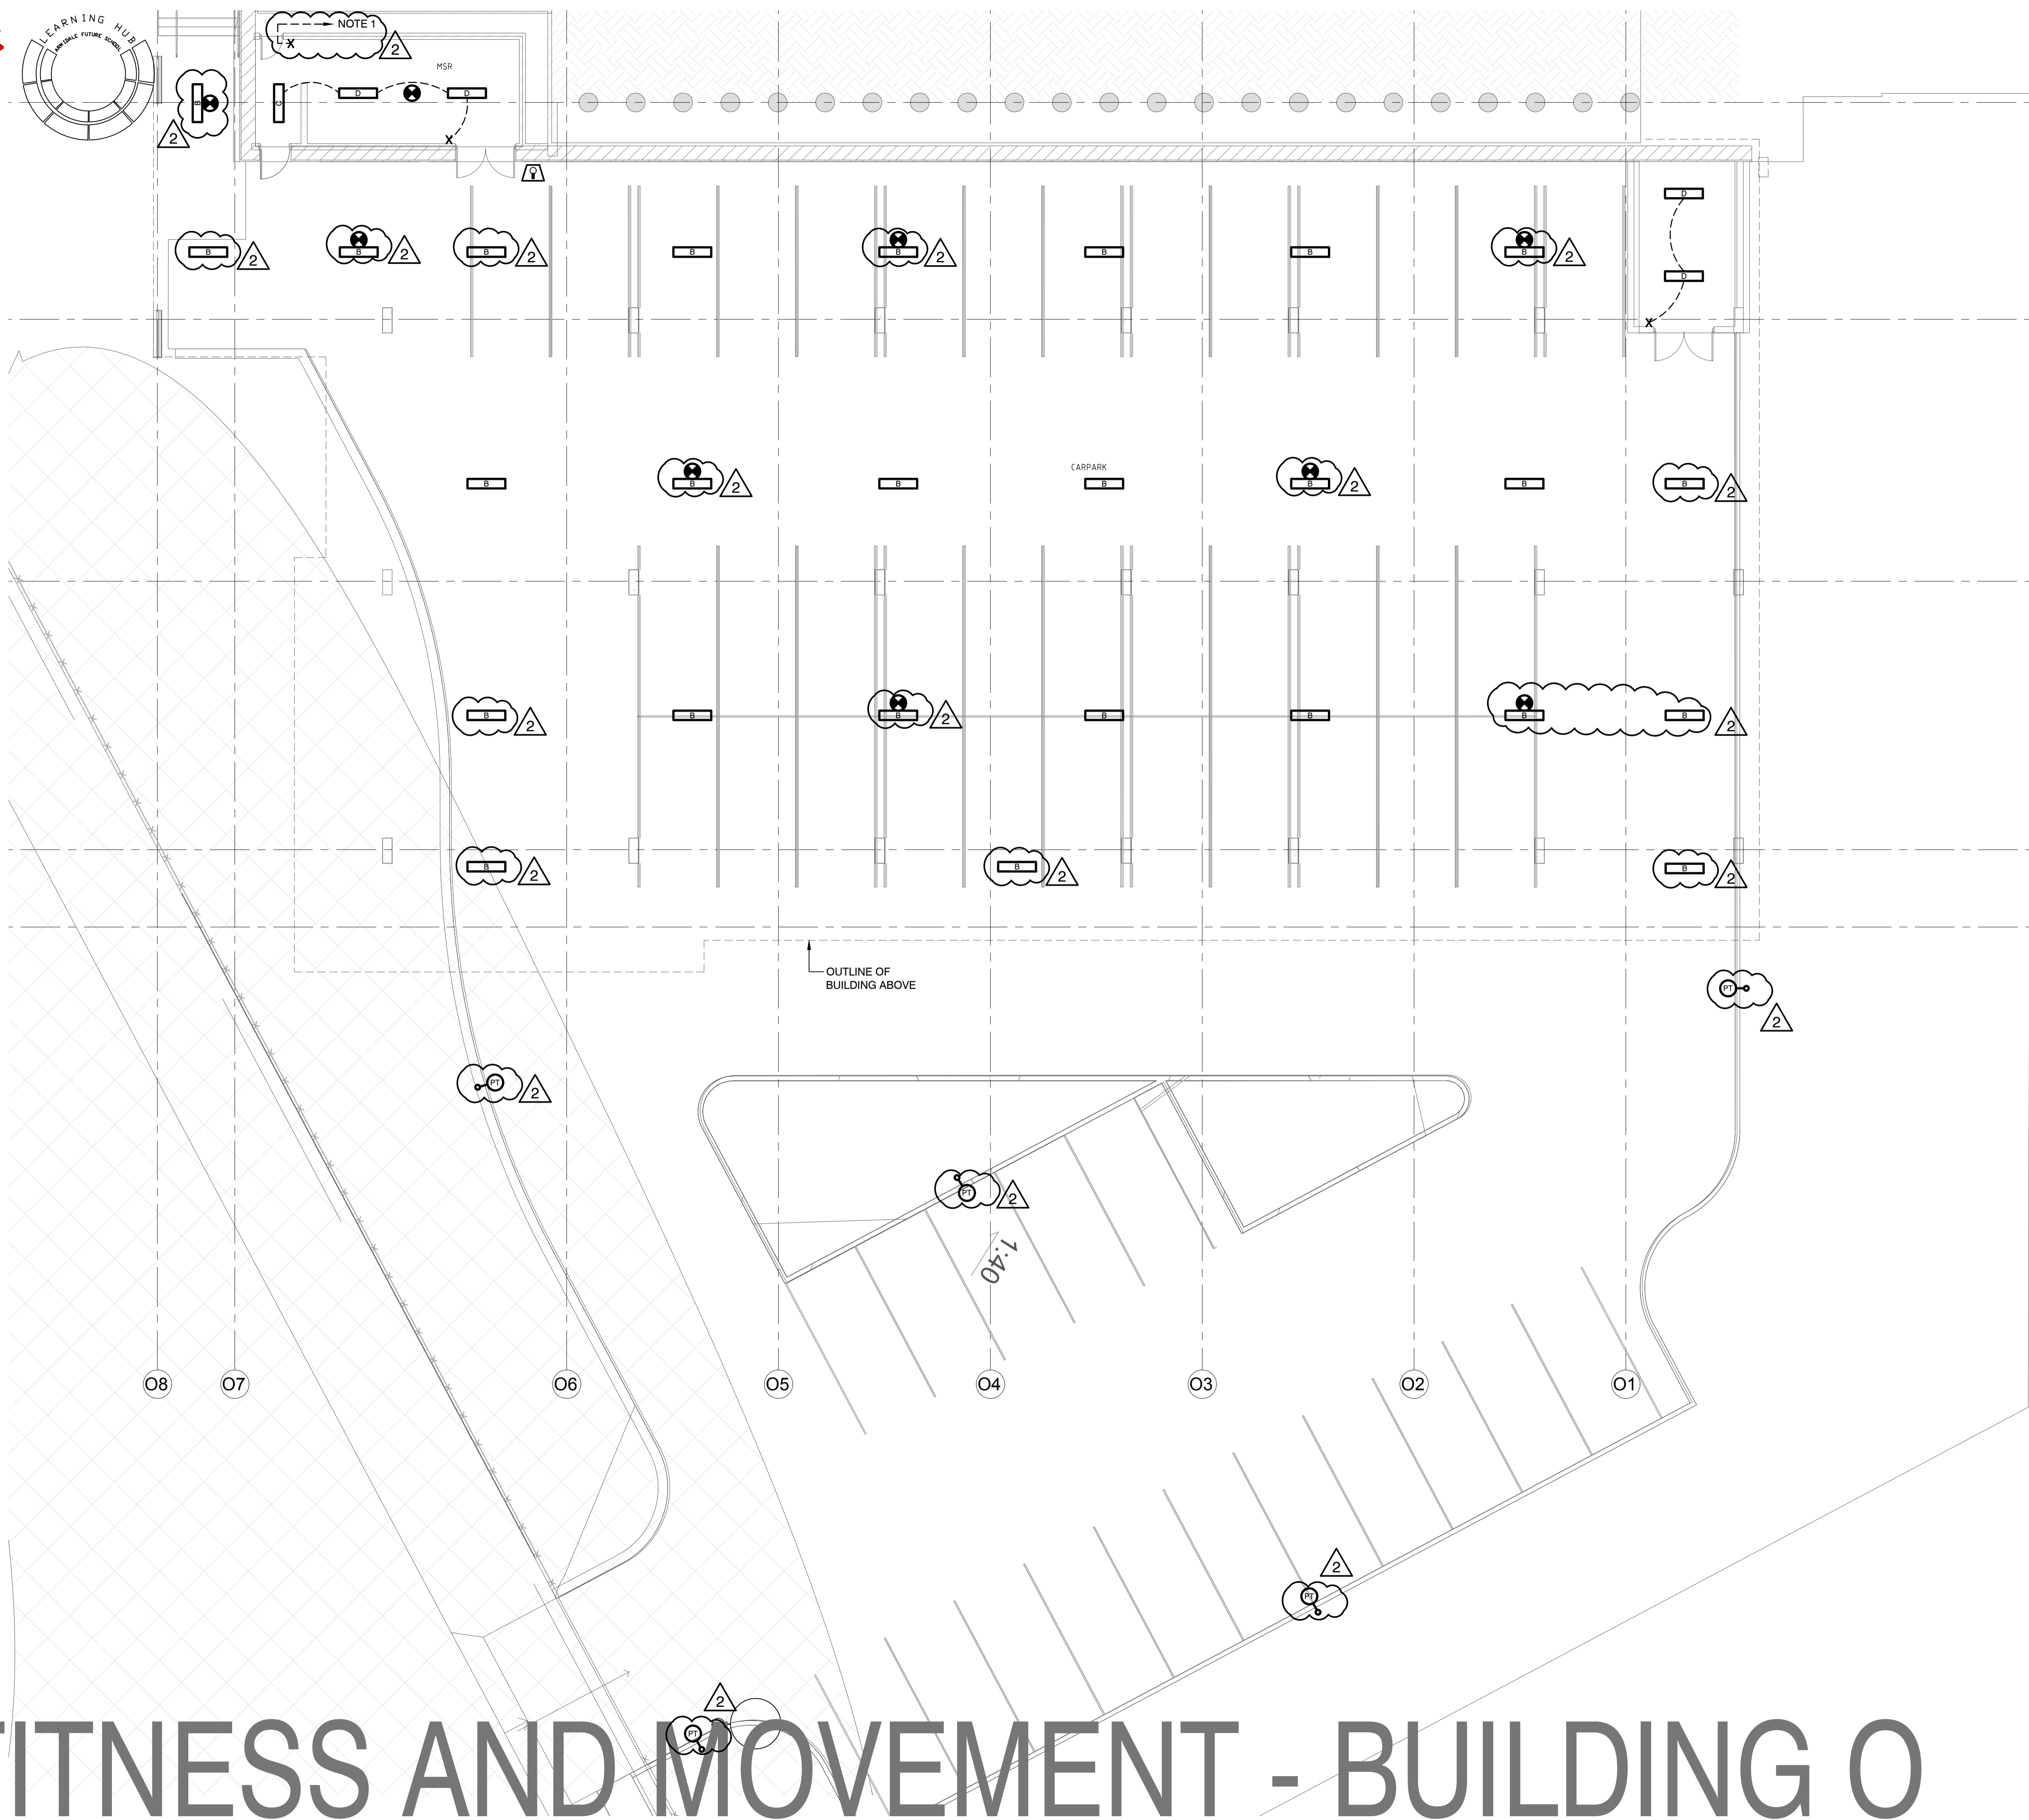 LEARNING HUB
ARMIDALE FUTURE SCHOOL
NOTE 1
X
2
MSR
B
2
C
D
D
X
D
D
X
B
2
B
2
B
2
B
B
2
B
B
B
2
CARPARK
B
B
2
B
B
B
2
B
B
2
B
2
B
B
2
B
B
B
B
2
B
2
B
2
B
2
OUTLINE OF
BUILDING ABOVE
PT
2
PT
2
PT
2
1:40
O8
O7
O6
O5
O4
O3
O2
O1
2
PT
2
PT
ITNESS AND MOVEMENT - BUILDING O